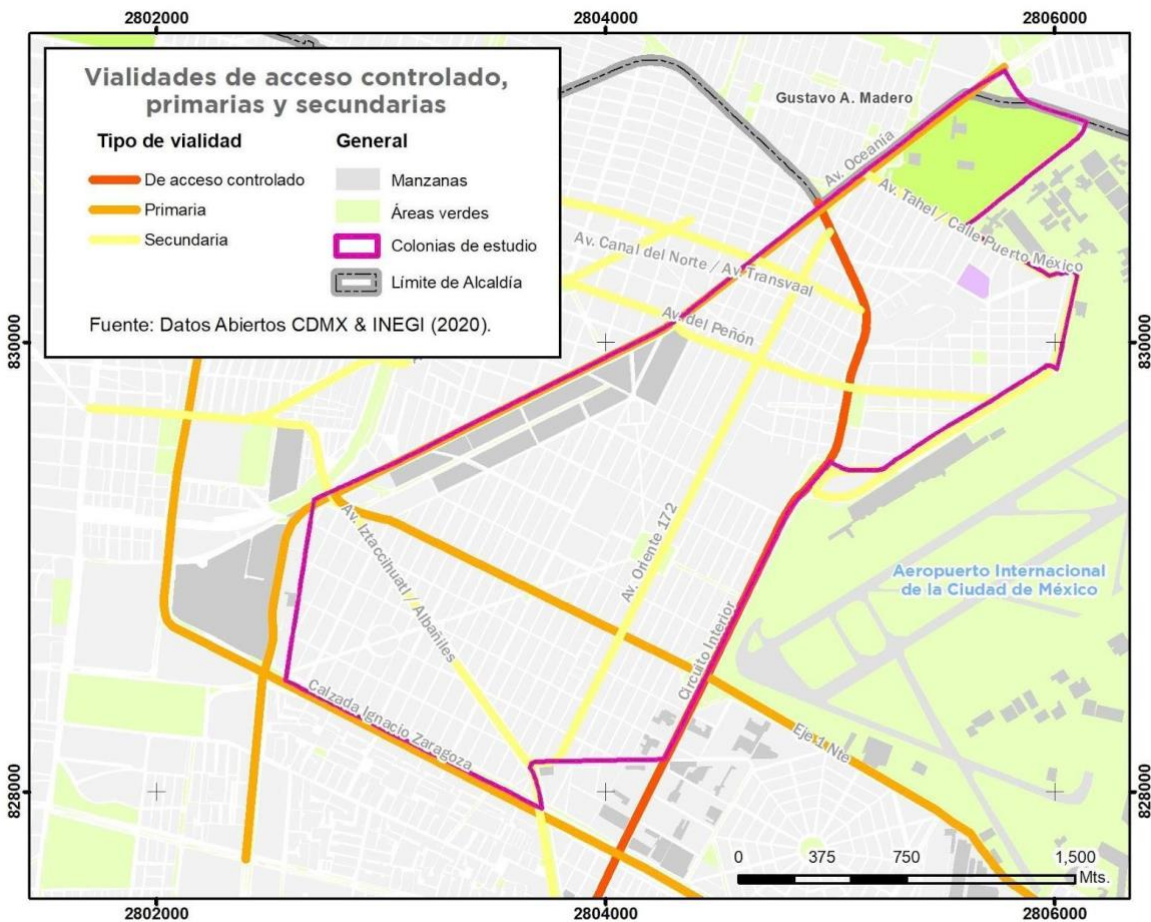 2802000
2804000
2806000
Vialidades de acceso controlado,
primarias y secundarias
Tipo de vialidad
De acceso controlado
Primaria
Secundaria
General
Manzanas
Áreas verdes
Colonias de estudio
Límite de Alcaldía
Fuente: Datos Abiertos CDMX & INEGI (2020).
Gustavo A. Madero
Av. Oceanía
Av. Tahel / Calle Puerto México
Av. Canal del Norte / Av. Transvaal
Av. del Peñón
830000
830000
Av. Iztaccihuatl / Albañiles
Av. Oriente 172
Aeropuerto Internacional
de la Ciudad de México
Circuito Interior
Calzada Ignacio Zaragoza
Eje 1 Nte
828000
828000
0
375
750
1,500
Mts.
2802000
2804000
2806000